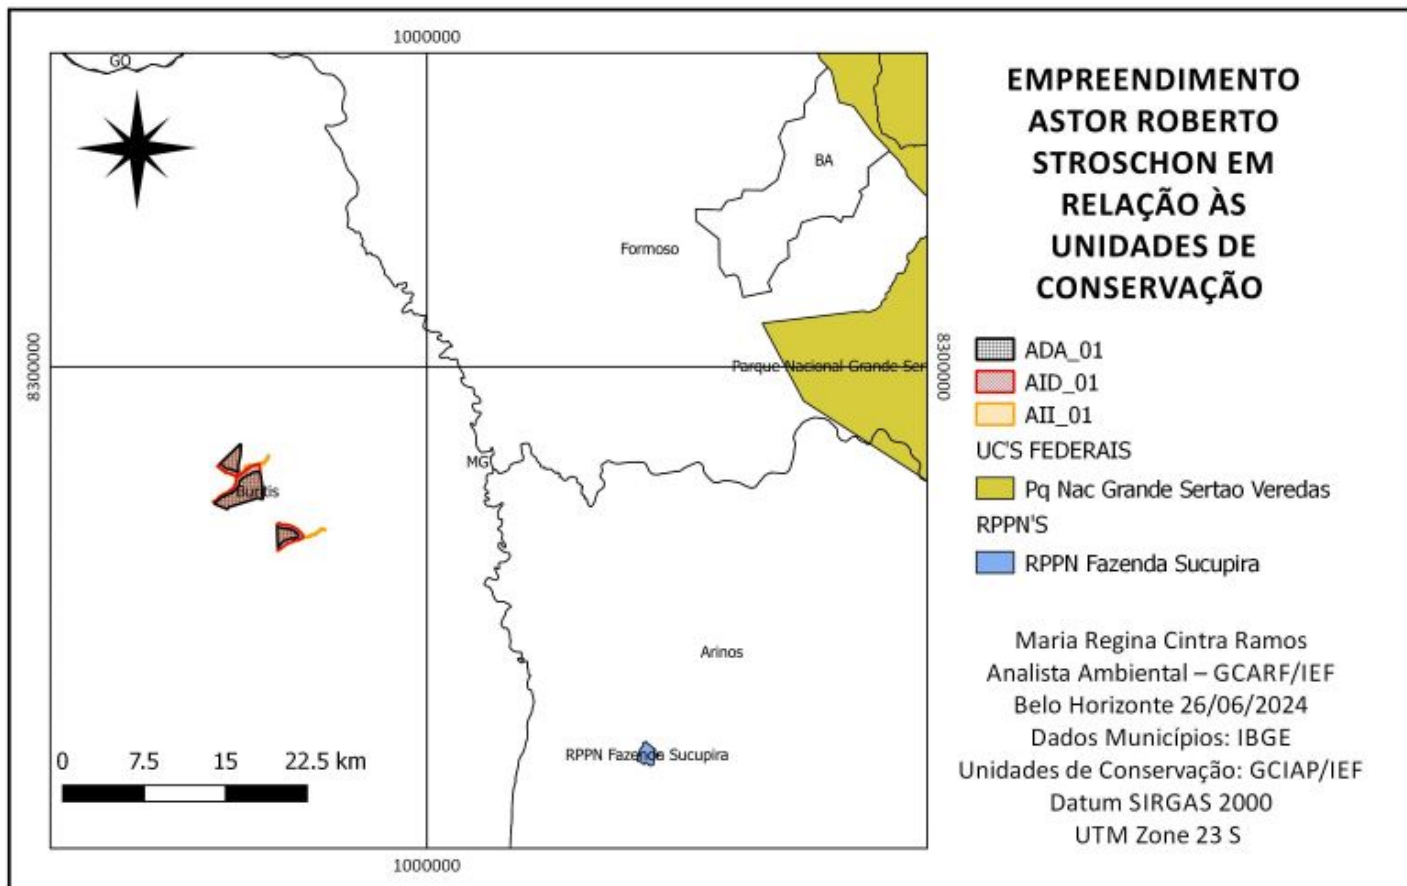 1000000
GO
BA
Formoso
8300000
8300000
Parque Nacional Grande Ser
MG
Buritis
Arinos
RPPN Fazenda Sucupira
0 7.5 15 22.5 km
1000000
EMPREENDIMENTO
ASTOR ROBERTO
STROSCHON EM
RELAÇÃO ÀS
UNIDADES DE
CONSERVAÇÃO
ADA_01
AID_01
AII_01
UC'S FEDERAIS
Pq Nac Grande Sertao Veredas
RPPN'S
RPPN Fazenda Sucupira
Maria Regina Cintra Ramos
Analista Ambiental – GCARF/IEF
Belo Horizonte 26/06/2024
Dados Municípios: IBGE
Unidades de Conservação: GCIAP/IEF
Datum SIRGAS 2000
UTM Zone 23 S